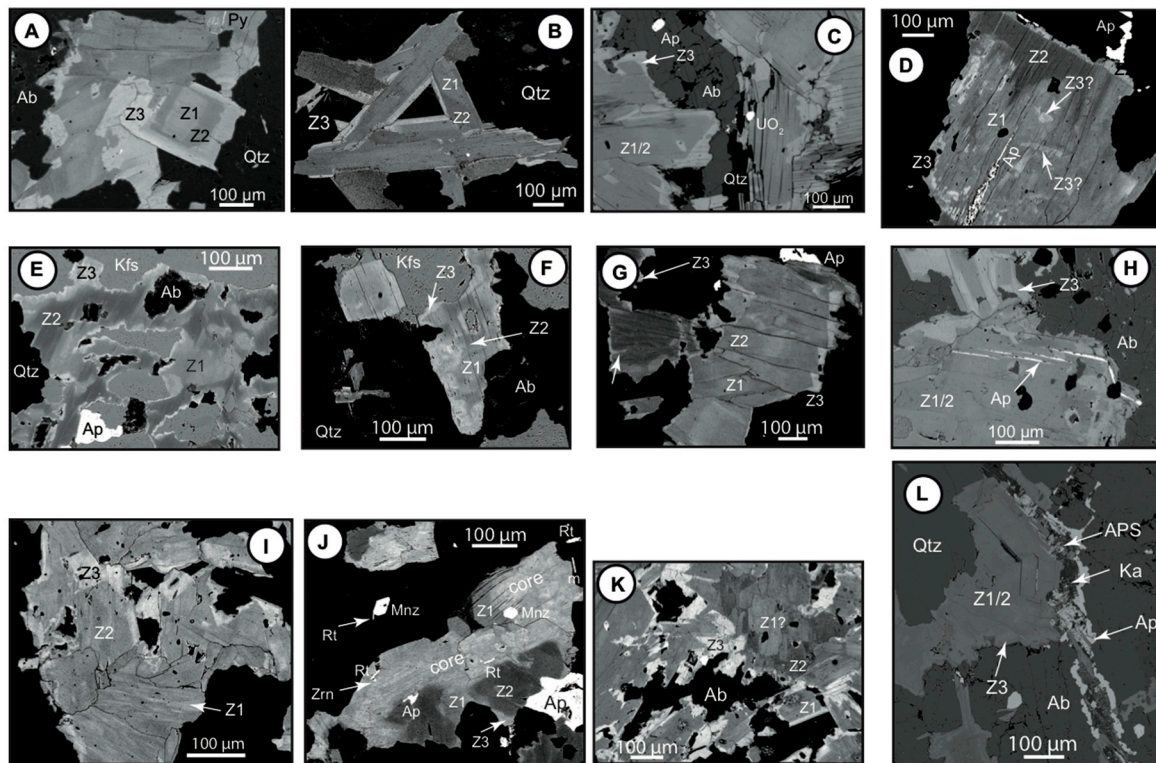 A
Py
Ab
Z3
Z1
Z2
Qtz
100 µm
B
Z1
Z2
Z3
Qtz
100 µm
C
Ap
Z3
Ab
UO2
Z1/2
Qtz
100 µm
100 µm
Ap
D
Z2
Z3?
Z1
Ap
Z3
Z3?
E
Z3
Kfs
100 µm
Ab
Z2
Z1
Qtz
Ap
F
Kfs
Z3
Z2
Z1
Ab
Qtz
100 µm
G
Z3
Ap
Z2
Z1
Z3
100 µm
H
Z3
Ab
Z1/2
Ap
100 µm
I
Z3
Z2
Z1
100 µm
J
100 µm
Rt
core
m
Z1
Mnz
Mnz
Rt
core
Rt
Rt
Zrn
Z2
Ap
Z1
Ap
Z3
K
Z1?
Z3
Z2
Ab
Z1
100 µm
L
Qtz
APS
Ka
Z1/2
Ap
Z3
Ab
100 µm